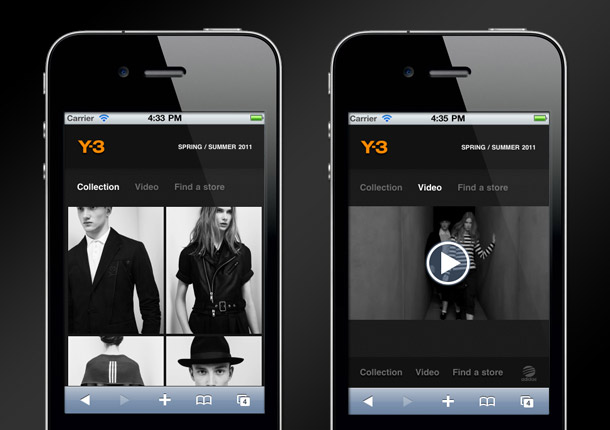 Carrier 4:33 PM
Y-3 SPRING / SUMMER 2011
Collection Video Find a store
4
Carrier 4:35 PM
Y-3 SPRING / SUMMER 2011
Collection Video Find a store
Collection Video Find a store
4